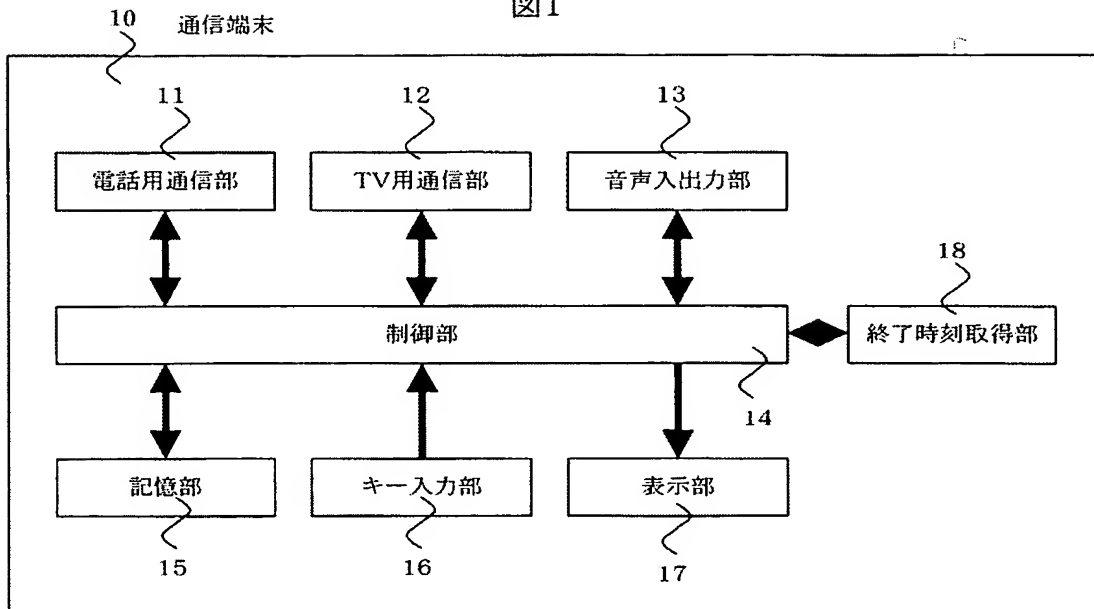 図1
10 通信端末
11 12 13
電話用通信部 TV用通信部 音声入出力部
18
制御部 終了時刻取得部
14
記憶部 キー入力部 表示部
15 16 17